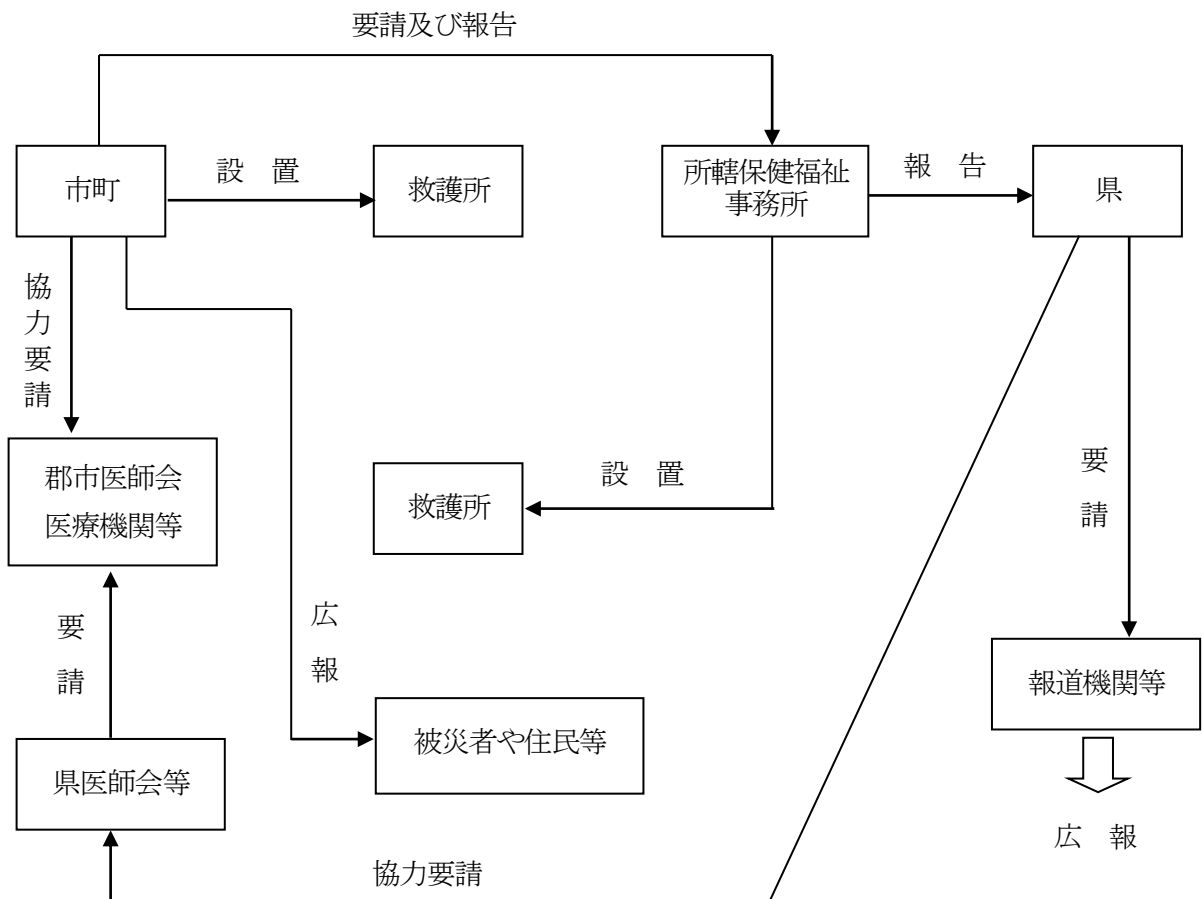 要請及び報告
市町
設　置
救護所
所轄保健福祉
事務所
報　告
県
協力要請
郡市医師会
医療機関等
救護所
設　置
要請
要請
広報
報道機関等
被災者や住民等
県医師会等
広　報
協力要請